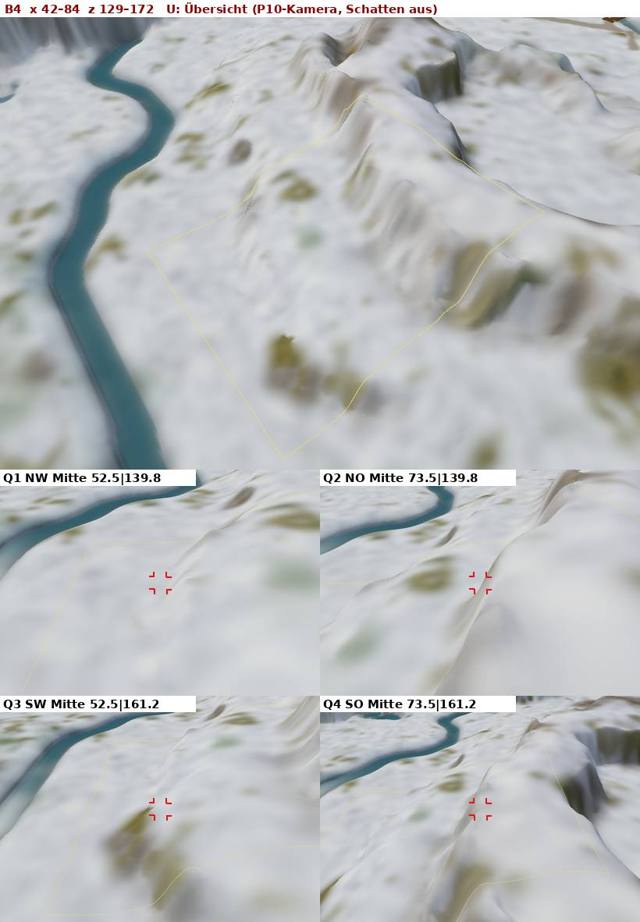 B4 x 42–84 z 129–172 U: Übersicht (P10-Kamera, Schatten aus)
Q1 NW Mitte 52.5|139.8
Q2 NO Mitte 73.5|139.8
Q3 SW Mitte 52.5|161.2
Q4 SO Mitte 73.5|161.2